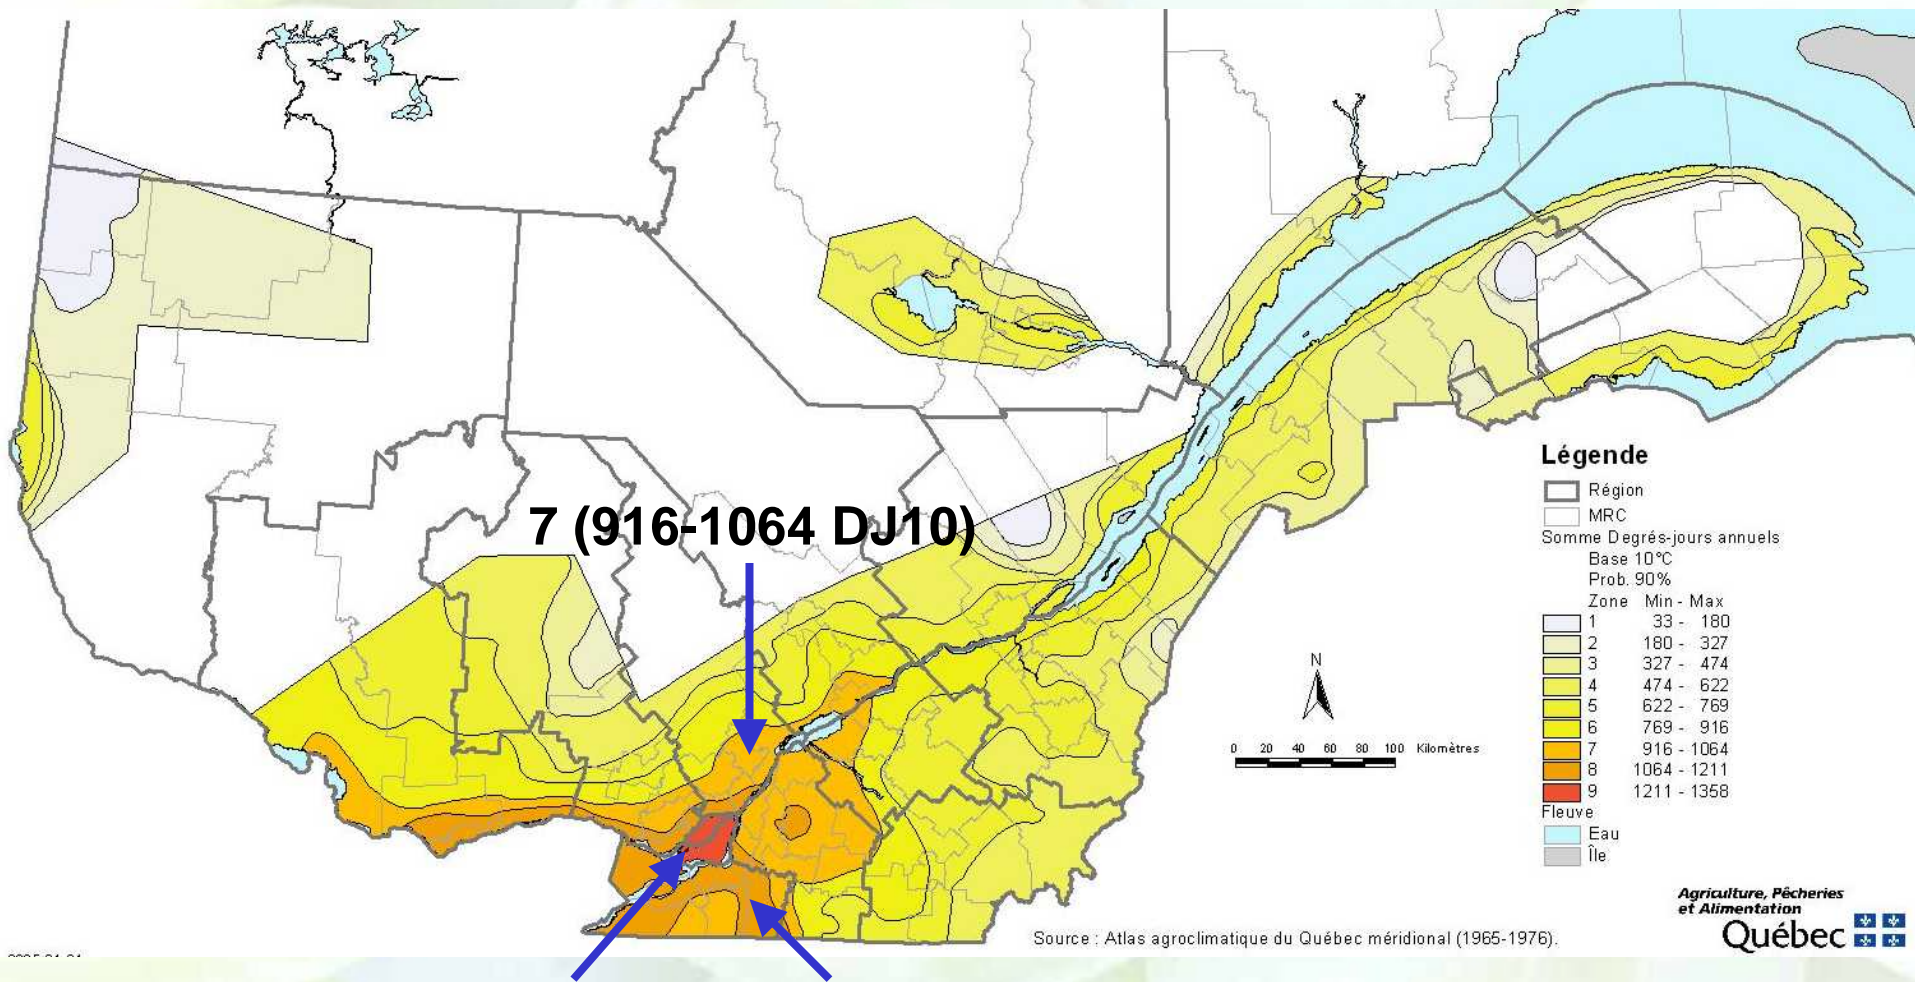 7 (916-1064 DJ10)
Légende
Région
MRC
Somme Degrés-jours annuels
Base 10°C
Prob. 90%
Zone Min - Max
1 33 - 180
2 180 - 327
3 327 - 474
4 474 - 622
5 622 - 769
6 769 - 916
7 916 - 1064
8 1064 - 1211
9 1211 - 1358
Fleuve
Eau
Île
N
0 20 40 60 80 100 Kilomètres
Agriculture, Pêcheries
et Alimentation
Québec
Source : Atlas agroclimatique du Québec méridional (1965-1976).